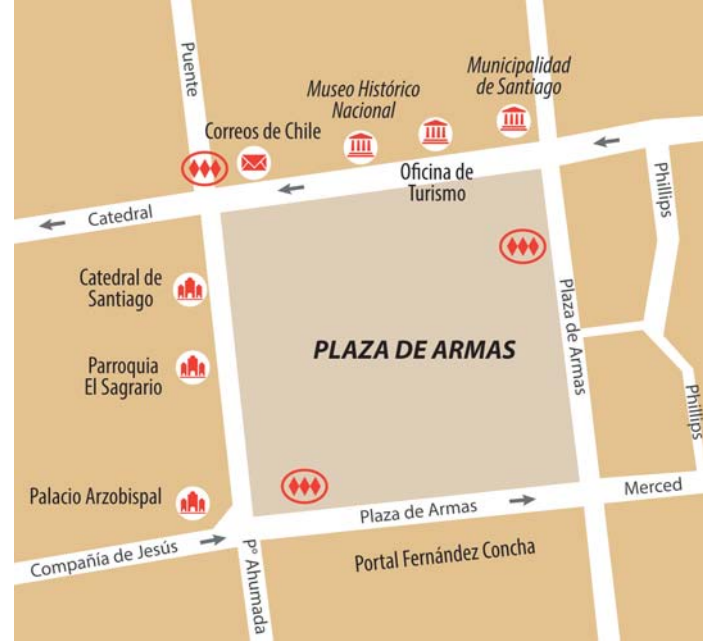 Puente
Municipalidad
de Santiago
Museo Histórico
Nacional
Correos de Chile
Oficina de
Turismo
Phillips
Catedral
Catedral de
Santiago
Plaza de Armas
PLAZA DE ARMAS
Parroquia
El Sagrario
Phillips
Palacio Arzobispal
Merced
Plaza de Armas
Compañía de Jesús
Portal Fernández Concha
Pº Ahumada